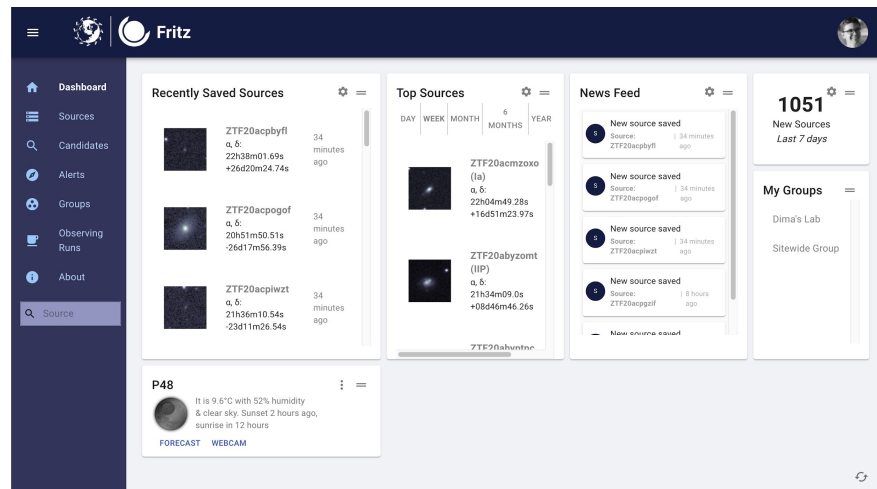 Fritz
Dashboard
Sources
Candidates
Alerts
Groups
Observing
Runs
About
Source
Recently Saved Sources
ZTF20acpbyfl
α, δ:
22h38m01.69s
+26d20m24.74s
34
minutes
ago
ZTF20acpogof
α, δ:
20h51m50.51s
-26d17m56.39s
34
minutes
ago
ZTF20acpiwzt
α, δ:
21h36m10.54s
-23d11m26.54s
34
minutes
ago
Top Sources
DAY WEEK MONTH 6 MONTHS YEAR
ZTF20acmzoxo
(Ia)
α, δ:
22h04m49.28s
+16d51m23.97s
ZTF20abyzomt
(IIP)
α, δ:
21h34m09.0s
+08d46m46.26s
News Feed
S
New source saved
Source: | 34 minutes
ZTF20acpbyfl ago
S
New source saved
Source: | 34 minutes
ZTF20acpogof ago
S
New source saved
Source: | 34 minutes
ZTF20acpiwzt ago
S
New source saved
Source: | 8 hours
ZTF20acpgzif ago
New source saved
1051
New Sources
Last 7 days
My Groups
Dima's Lab
Sitewide Group
P48
It is 9.6°C with 52% humidity
& clear sky. Sunset 2 hours ago,
sunrise in 12 hours
FORECAST WEBCAM